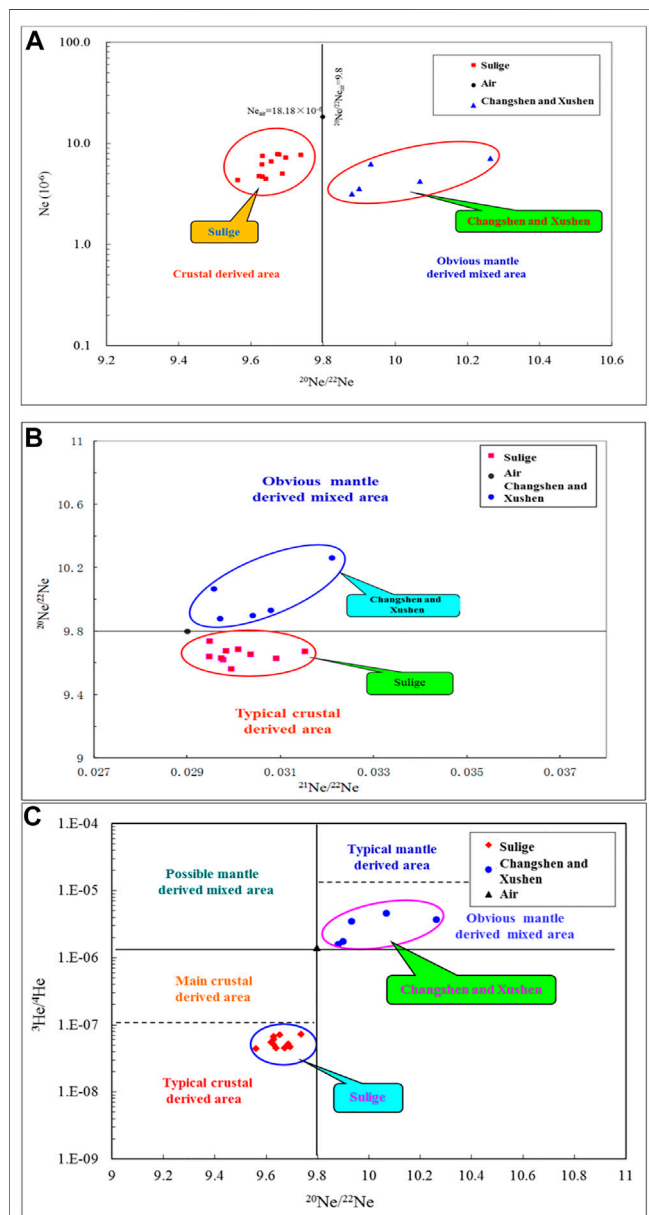 A
100.0
10.0
1.0
0.1
Ne (10⁻⁶)
Sulige
Air
Changshen and Xushen
Ne_air=18.18×10⁻⁶
²⁰Ne/²²Ne_air=9.8
Sulige
Changshen and Xushen
Crustal derived area
Obvious mantle
derived mixed area
9.2 9.4 9.6 9.8 10 10.2 10.4 10.6
²⁰Ne/²²Ne
B
11
10.6
10.2
9.8
9.4
9
²⁰Ne/²²Ne
Sulige
Air
Changshen and
Xushen
Obvious mantle
derived mixed area
Changshen and
Xushen
Sulige
Typical crustal
derived area
0.027 0.029 0.031 0.033 0.035 0.037
²¹Ne/²²Ne
C
1.E-04
1.E-05
1.E-06
1.E-07
1.E-08
1.E-09
³He/⁴He
Sulige
Changshen and
Xushen
Air
Typical mantle
derived area
Possible mantle
derived mixed area
Obvious mantle
derived mixed area
Main crustal
derived area
Changshen and Xushen
Typical crustal
derived area
Sulige
9 9.2 9.4 9.6 9.8 10 10.2 10.4 10.6 10.8 11
²⁰Ne/²²Ne